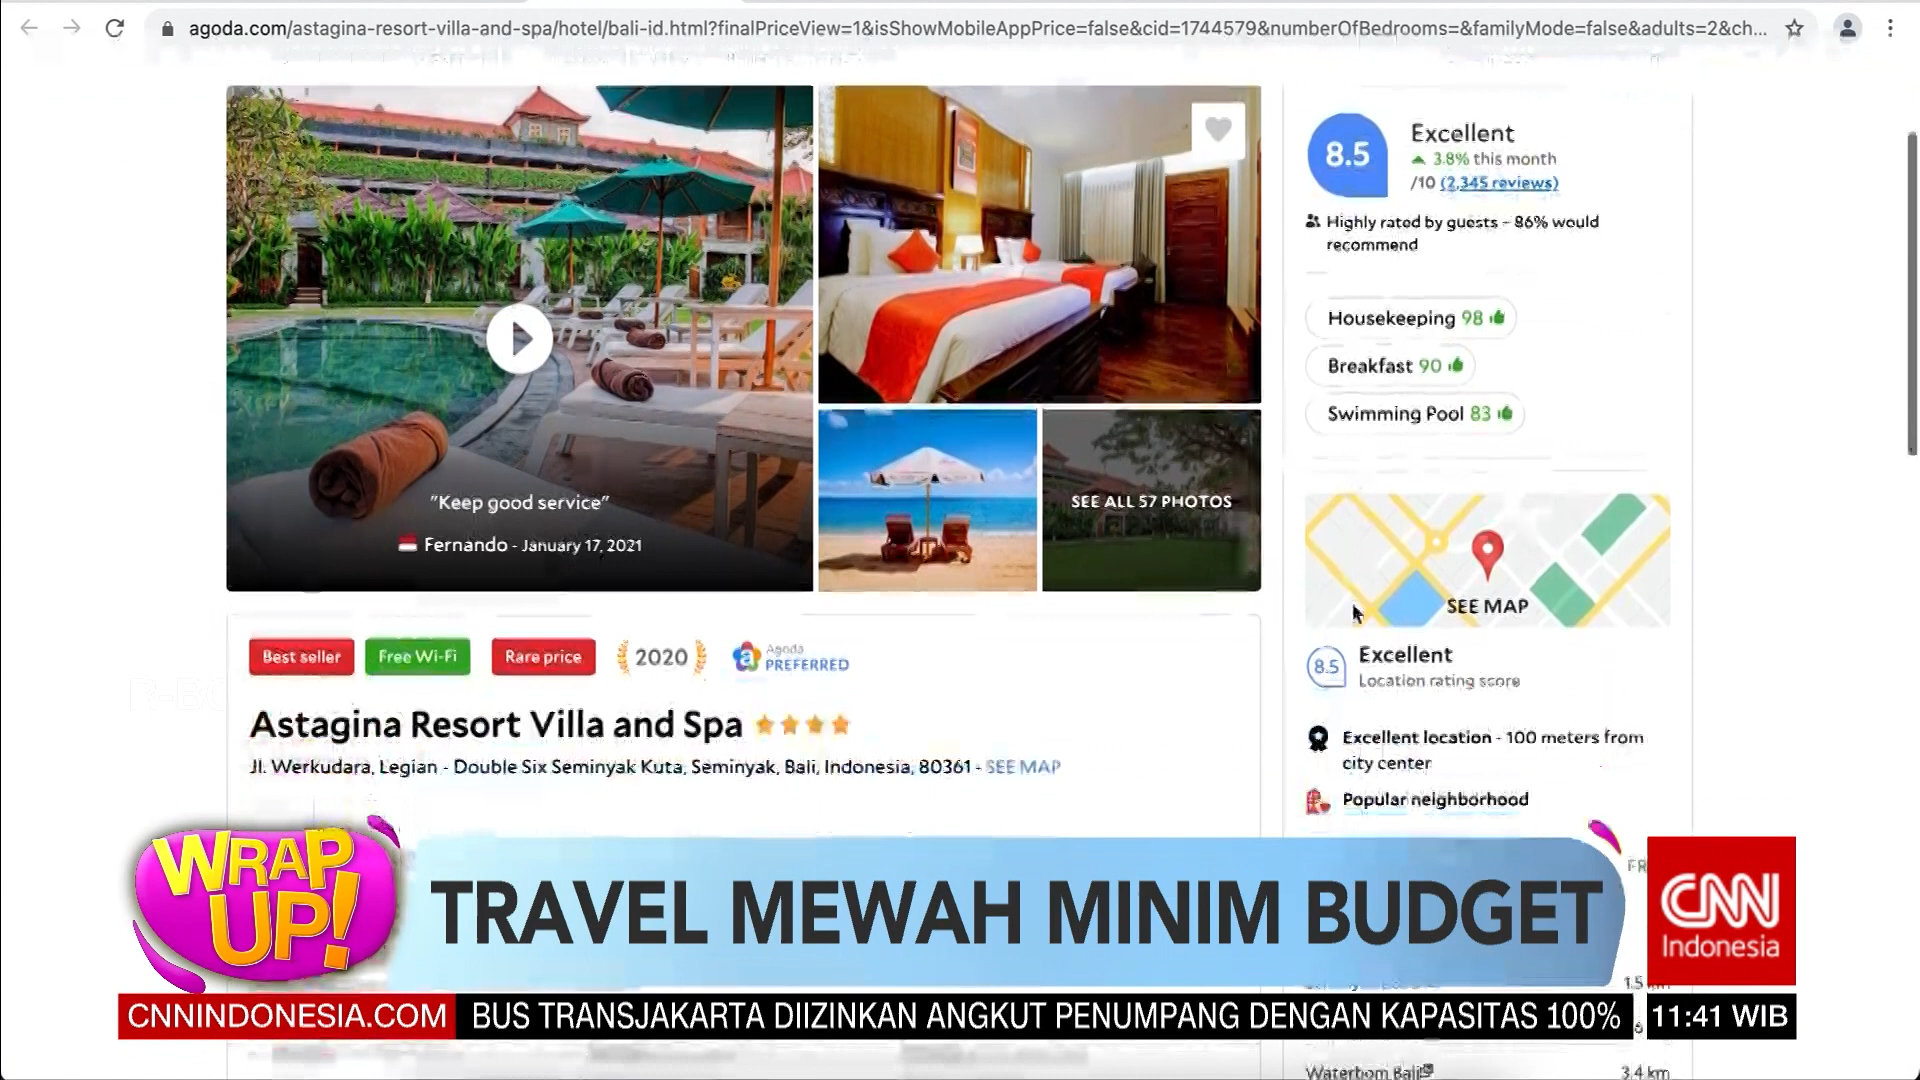 agoda.com/astagina-resort-villa-and-spa/hotel/bali-id.html?finalPriceView=1&isShowMobileAppPrice=false&cid=1744579&numberOfBedrooms=&familyMode=false&adults=2&ch...
8.5
Excellent
3.8% this month
/10 (2,345 reviews)
Highly rated by guests - 86% would
recommend
Housekeeping 98
Breakfast 90
Swimming Pool 83
"Keep good service"
Fernando - January 17, 2021
SEE ALL 57 PHOTOS
SEE MAP
8.5
Excellent
Location rating score
Best seller
Free Wi-Fi
Rare price
2020
Agoda
PREFERRED
Astagina Resort Villa and Spa
Jl. Werkudara, Legian - Double Six Seminyak Kuta, Seminyak, Bali, Indonesia, 80361 - SEE MAP
Excellent location - 100 meters from
city center
Popular neighborhood
WRAP
UP!
TRAVEL MEWAH MINIM BUDGET
CNN
Indonesia
CNNINDONESIA.COM
BUS TRANSJAKARTA DIIZINKAN ANGKUT PENUMPANG DENGAN KAPASITAS 100%
11:41 WIB
Waterbom Bali
3.4 km